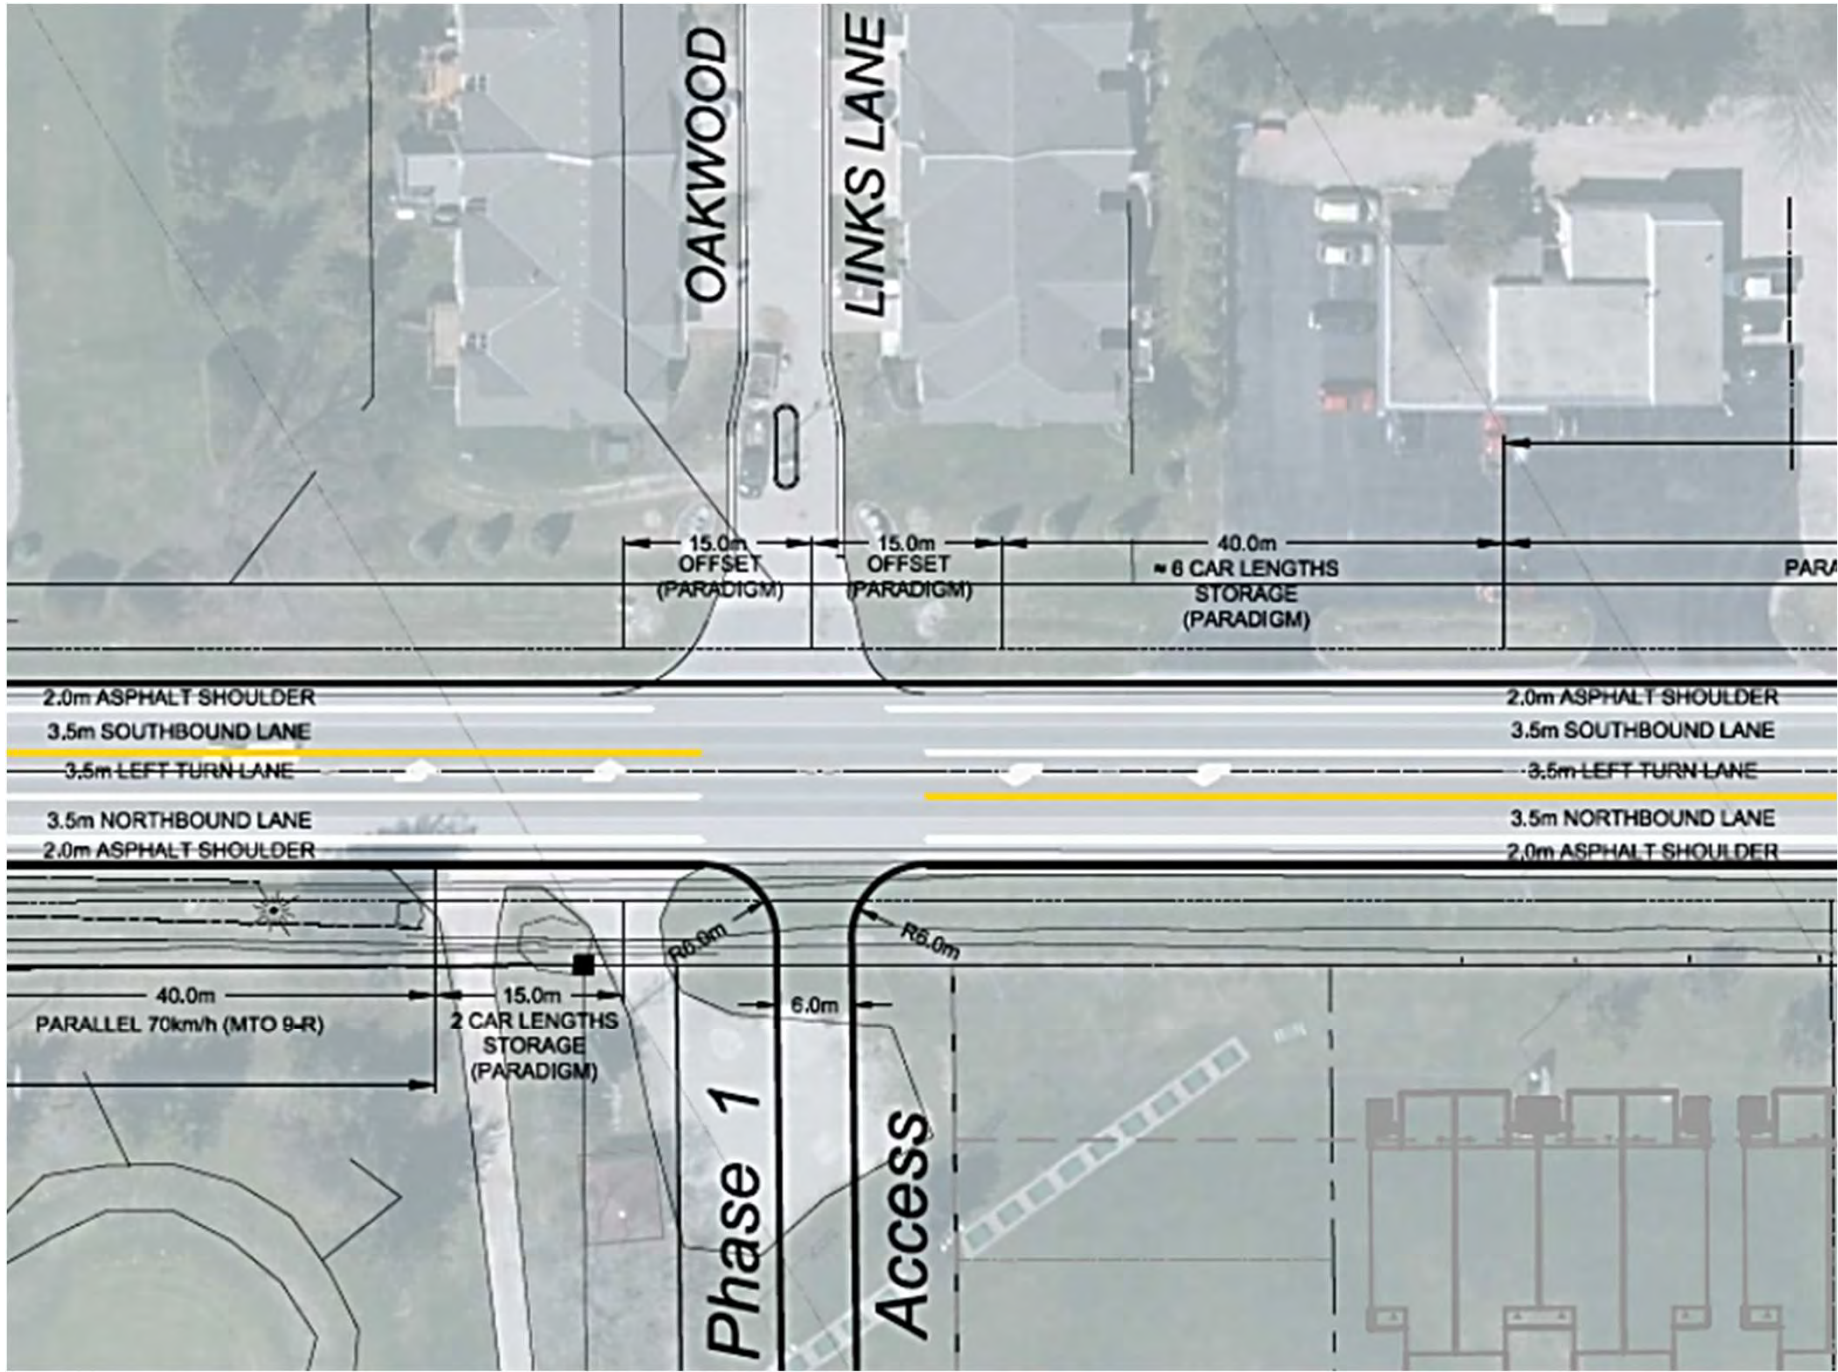 OAKWOOD
LINKS LANE
15.0m
OFFSET
(PARADIGM)
15.0m
OFFSET
(PARADIGM)
40.0m
≈ 6 CAR LENGTHS
STORAGE
(PARADIGM)
PARA
2.0m ASPHALT SHOULDER
3.5m SOUTHBOUND LANE
3.5m LEFT TURN LANE
3.5m NORTHBOUND LANE
2.0m ASPHALT SHOULDER
2.0m ASPHALT SHOULDER
3.5m SOUTHBOUND LANE
3.5m LEFT TURN LANE
3.5m NORTHBOUND LANE
2.0m ASPHALT SHOULDER
R6.0m
R6.0m
40.0m
PARALLEL 70km/h (MTO 9-R)
15.0m
2 CAR LENGTHS
STORAGE
(PARADIGM)
6.0m
Phase 1
Access